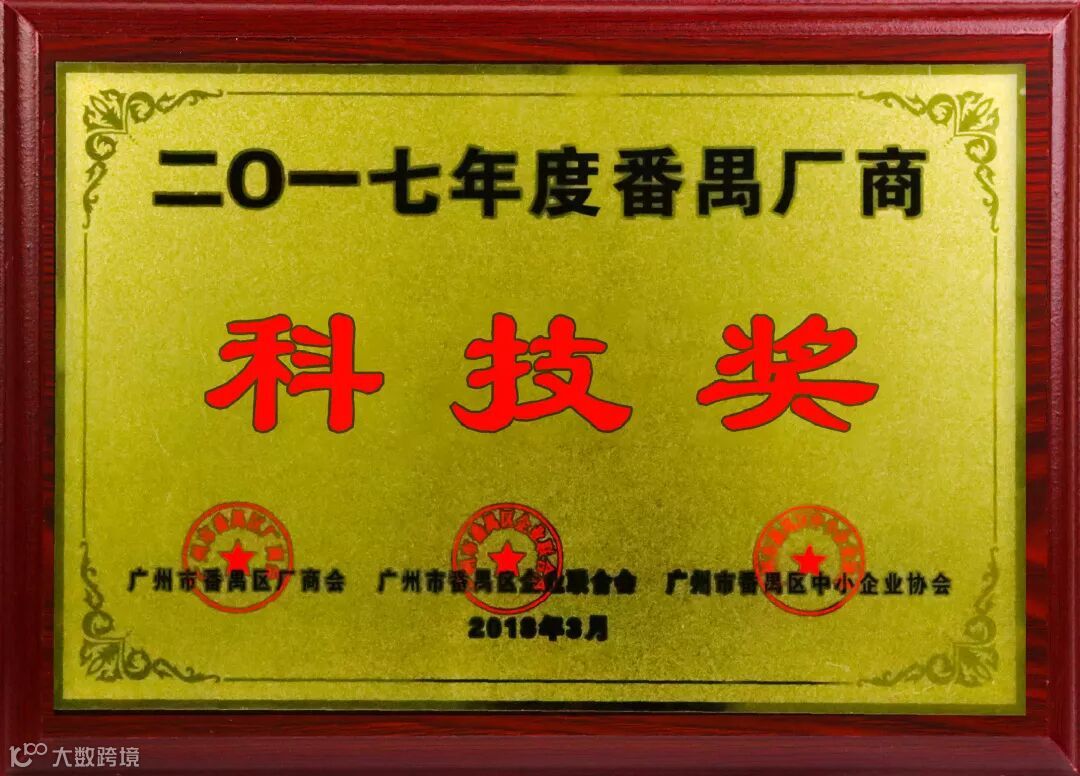 二〇一七年度番禺厂商
科技奖
广州市番禺区厂商会 广州市番禺区企业联合会 广州市番禺区中小企业协会
2018年3月
大数跨境